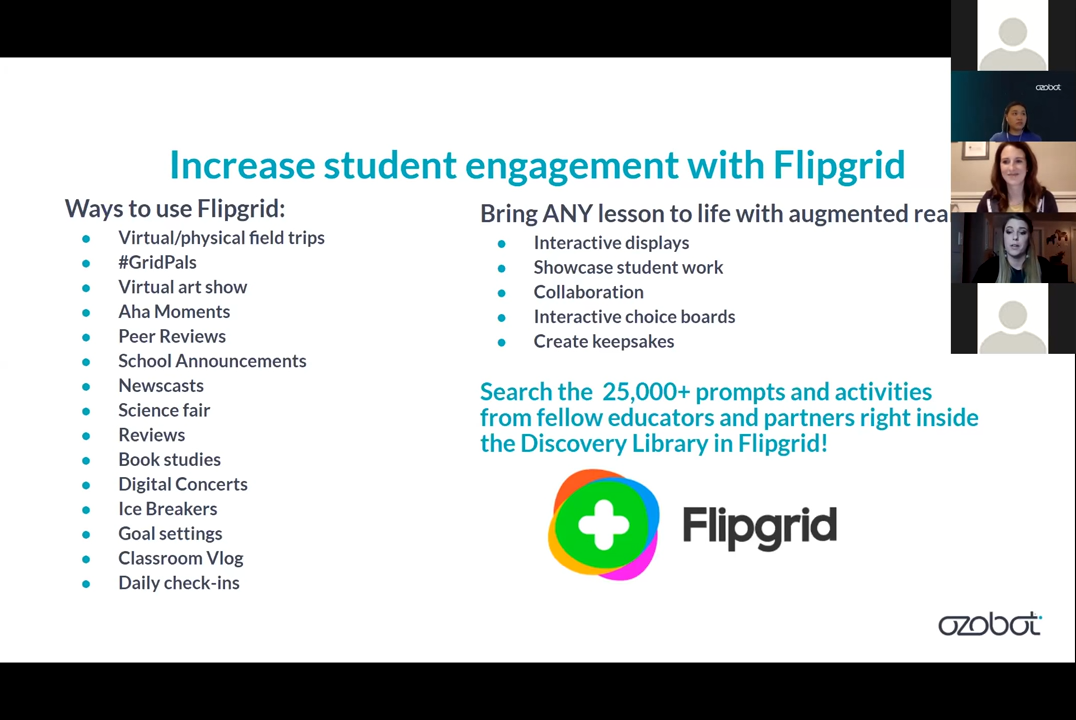 Increase student engagement with Flipgrid
Ways to use Flipgrid:
Virtual/physical field trips
#GridPals
Virtual art show
Aha Moments
Peer Reviews
School Announcements
Newscasts
Science fair
Reviews
Book studies
Digital Concerts
Ice Breakers
Goal settings
Classroom Vlog
Daily check-ins
Bring ANY lesson to life with augmented rea
Interactive displays
Showcase student work
Collaboration
Interactive choice boards
Create keepsakes
Search the 25,000+ prompts and activities
from fellow educators and partners right inside
the Discovery Library in Flipgrid!
Flipgrid
ozobot
ozobot